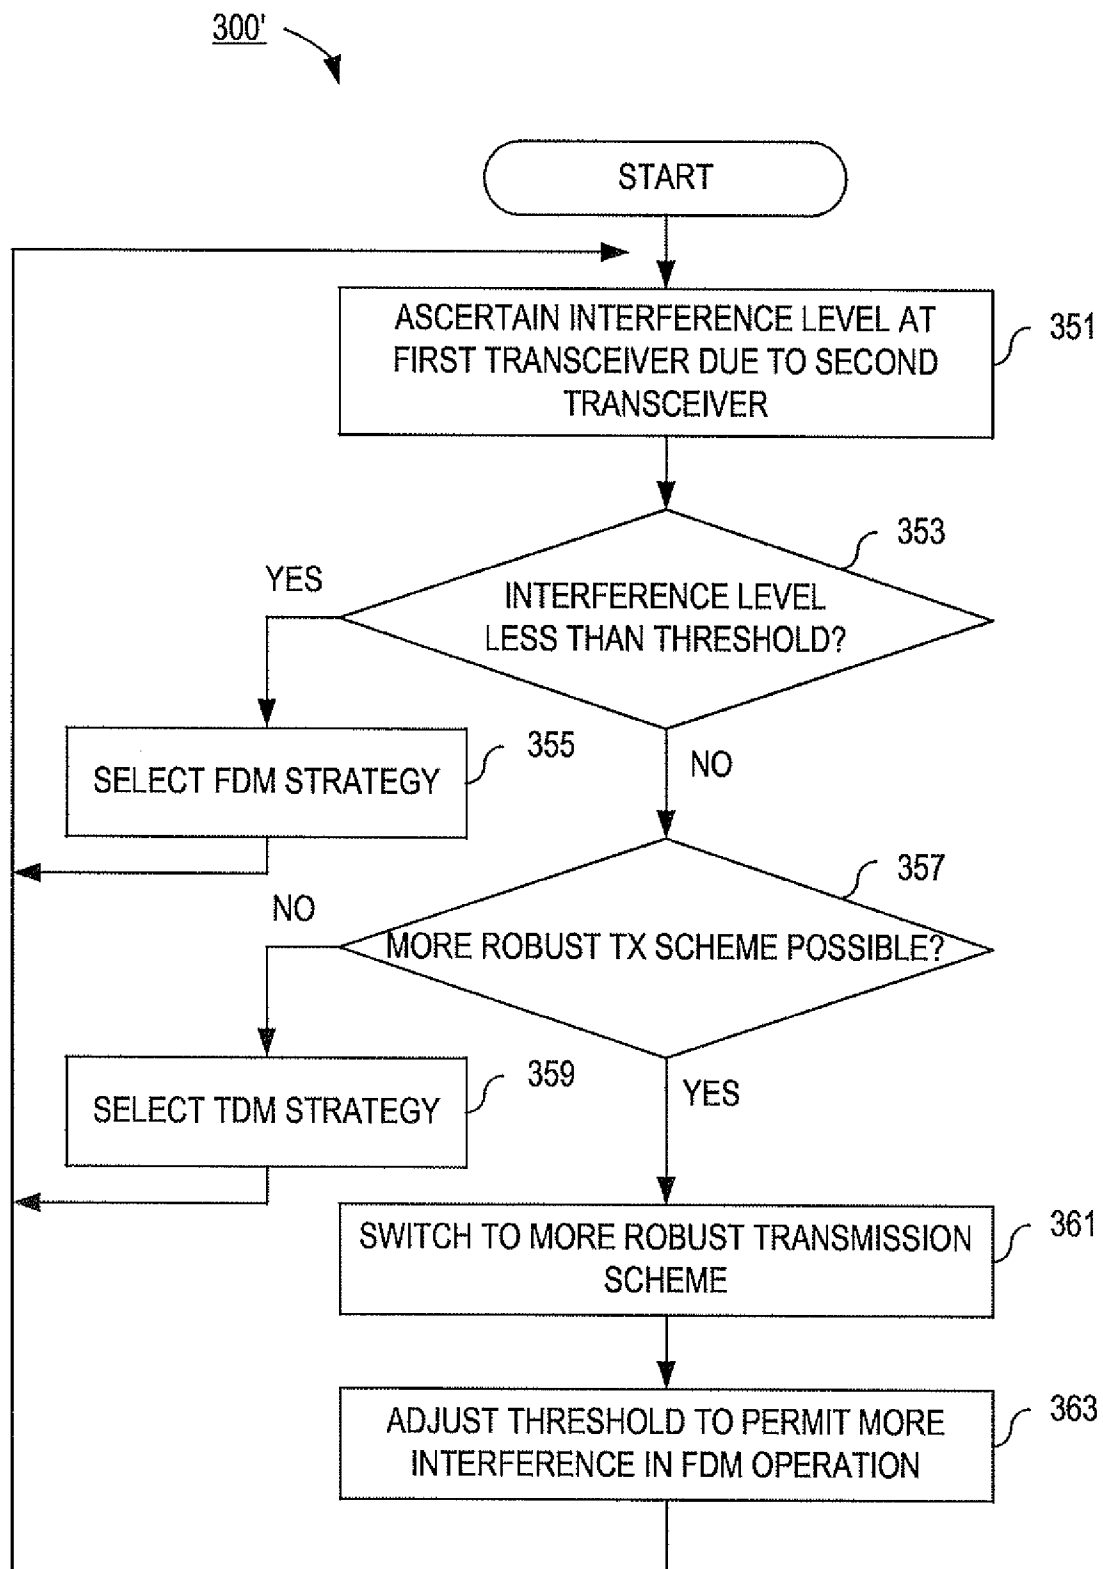 300'
START
ASCERTAIN INTERFERENCE LEVEL AT
FIRST TRANSCEIVER DUE TO SECOND
TRANSCEIVER
351
353
YES
INTERFERENCE LEVEL
LESS THAN THRESHOLD?
355
SELECT FDM STRATEGY
NO
357
NO
MORE ROBUST TX SCHEME POSSIBLE?
359
SELECT TDM STRATEGY
YES
SWITCH TO MORE ROBUST TRANSMISSION
SCHEME
361
ADJUST THRESHOLD TO PERMIT MORE
INTERFERENCE IN FDM OPERATION
363